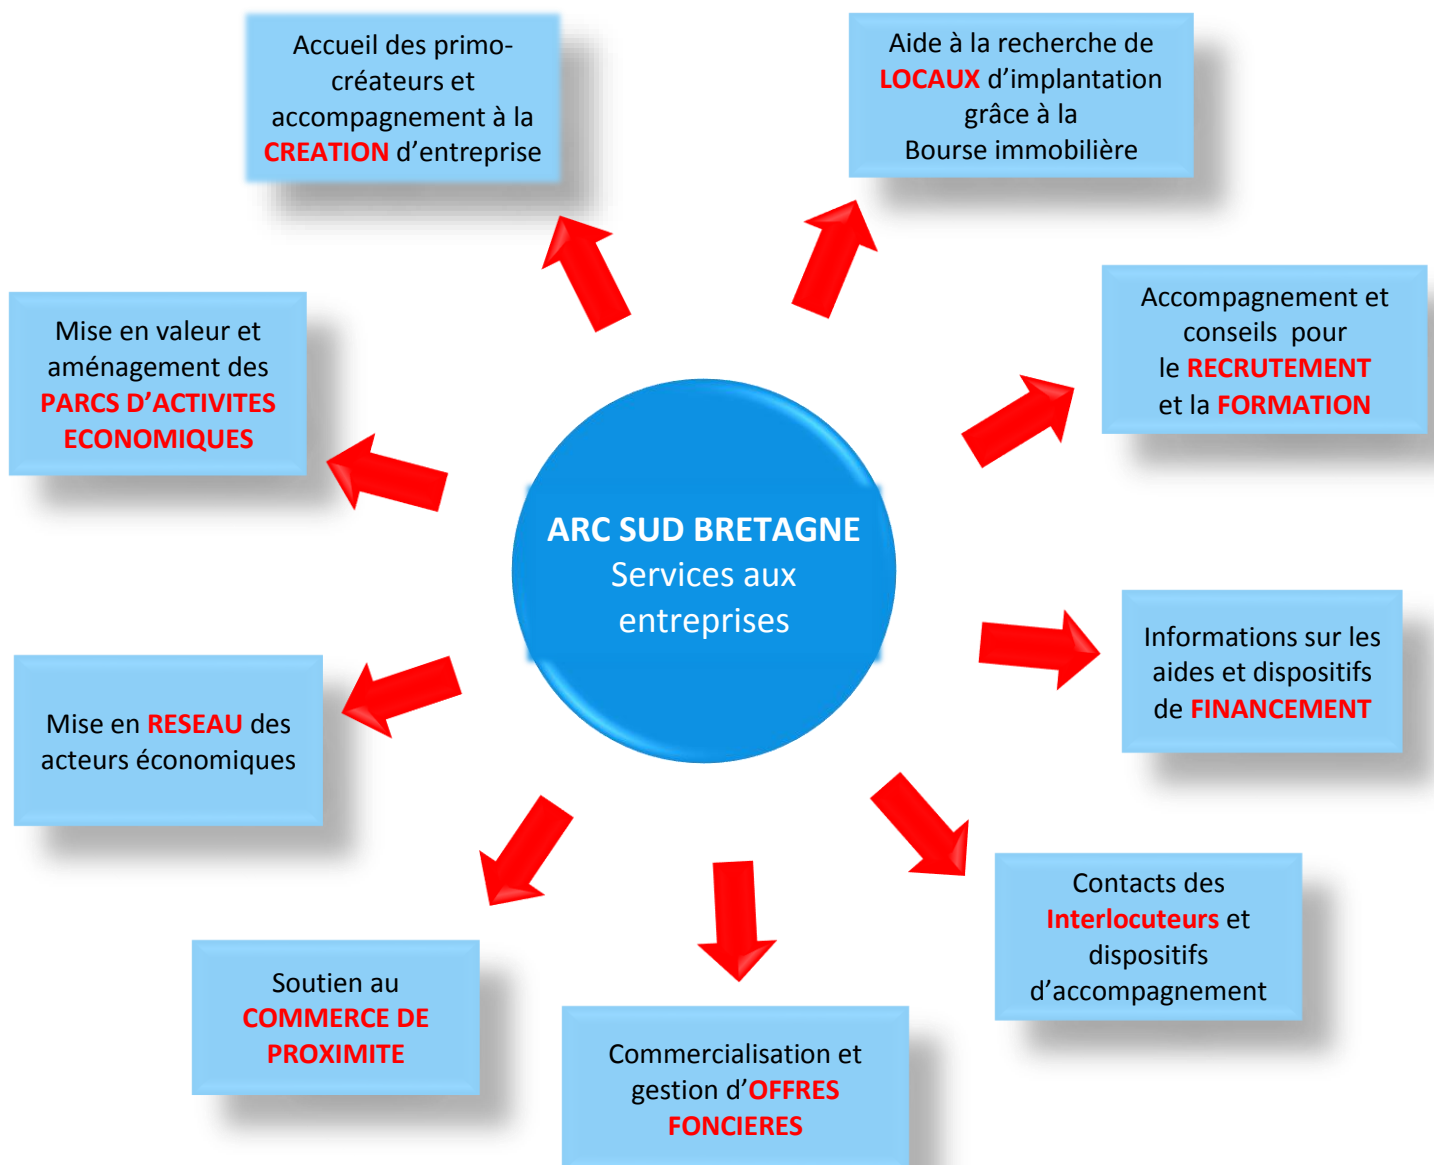 Accueil des primo-
créateurs et
accompagnement à la
CREATION d’entreprise
Aide à la recherche de
LOCAUX d’implantation
grâce à la
Bourse immobilière
Mise en valeur et
aménagement des
PARCS D’ACTIVITES
ECONOMIQUES
Accompagnement et
conseils pour
le RECRUTEMENT
et la FORMATION
ARC SUD BRETAGNE
Services aux
entreprises
Informations sur les
aides et dispositifs
de FINANCEMENT
Mise en RESEAU des
acteurs économiques
Contacts des
Interlocuteurs et
dispositifs
d’accompagnement
Soutien au
COMMERCE DE
PROXIMITE
Commercialisation et
gestion d’OFFRES
FONCIERES